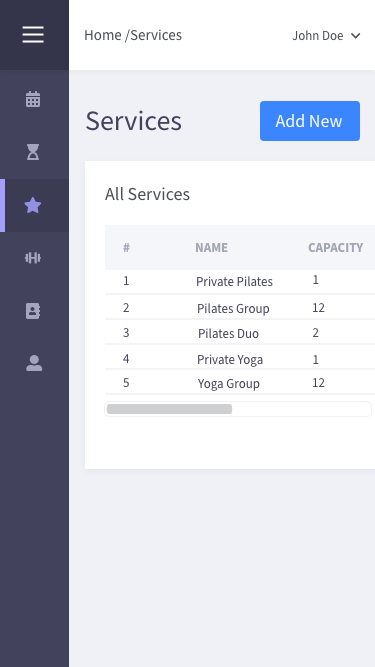 Home /Services John Doe
Services Add New
All Services
# NAME CAPACITY
1 Private Pilates 1
2 Pilates Group 12
3 Pilates Duo 2
4 Private Yoga 1
5 Yoga Group 12